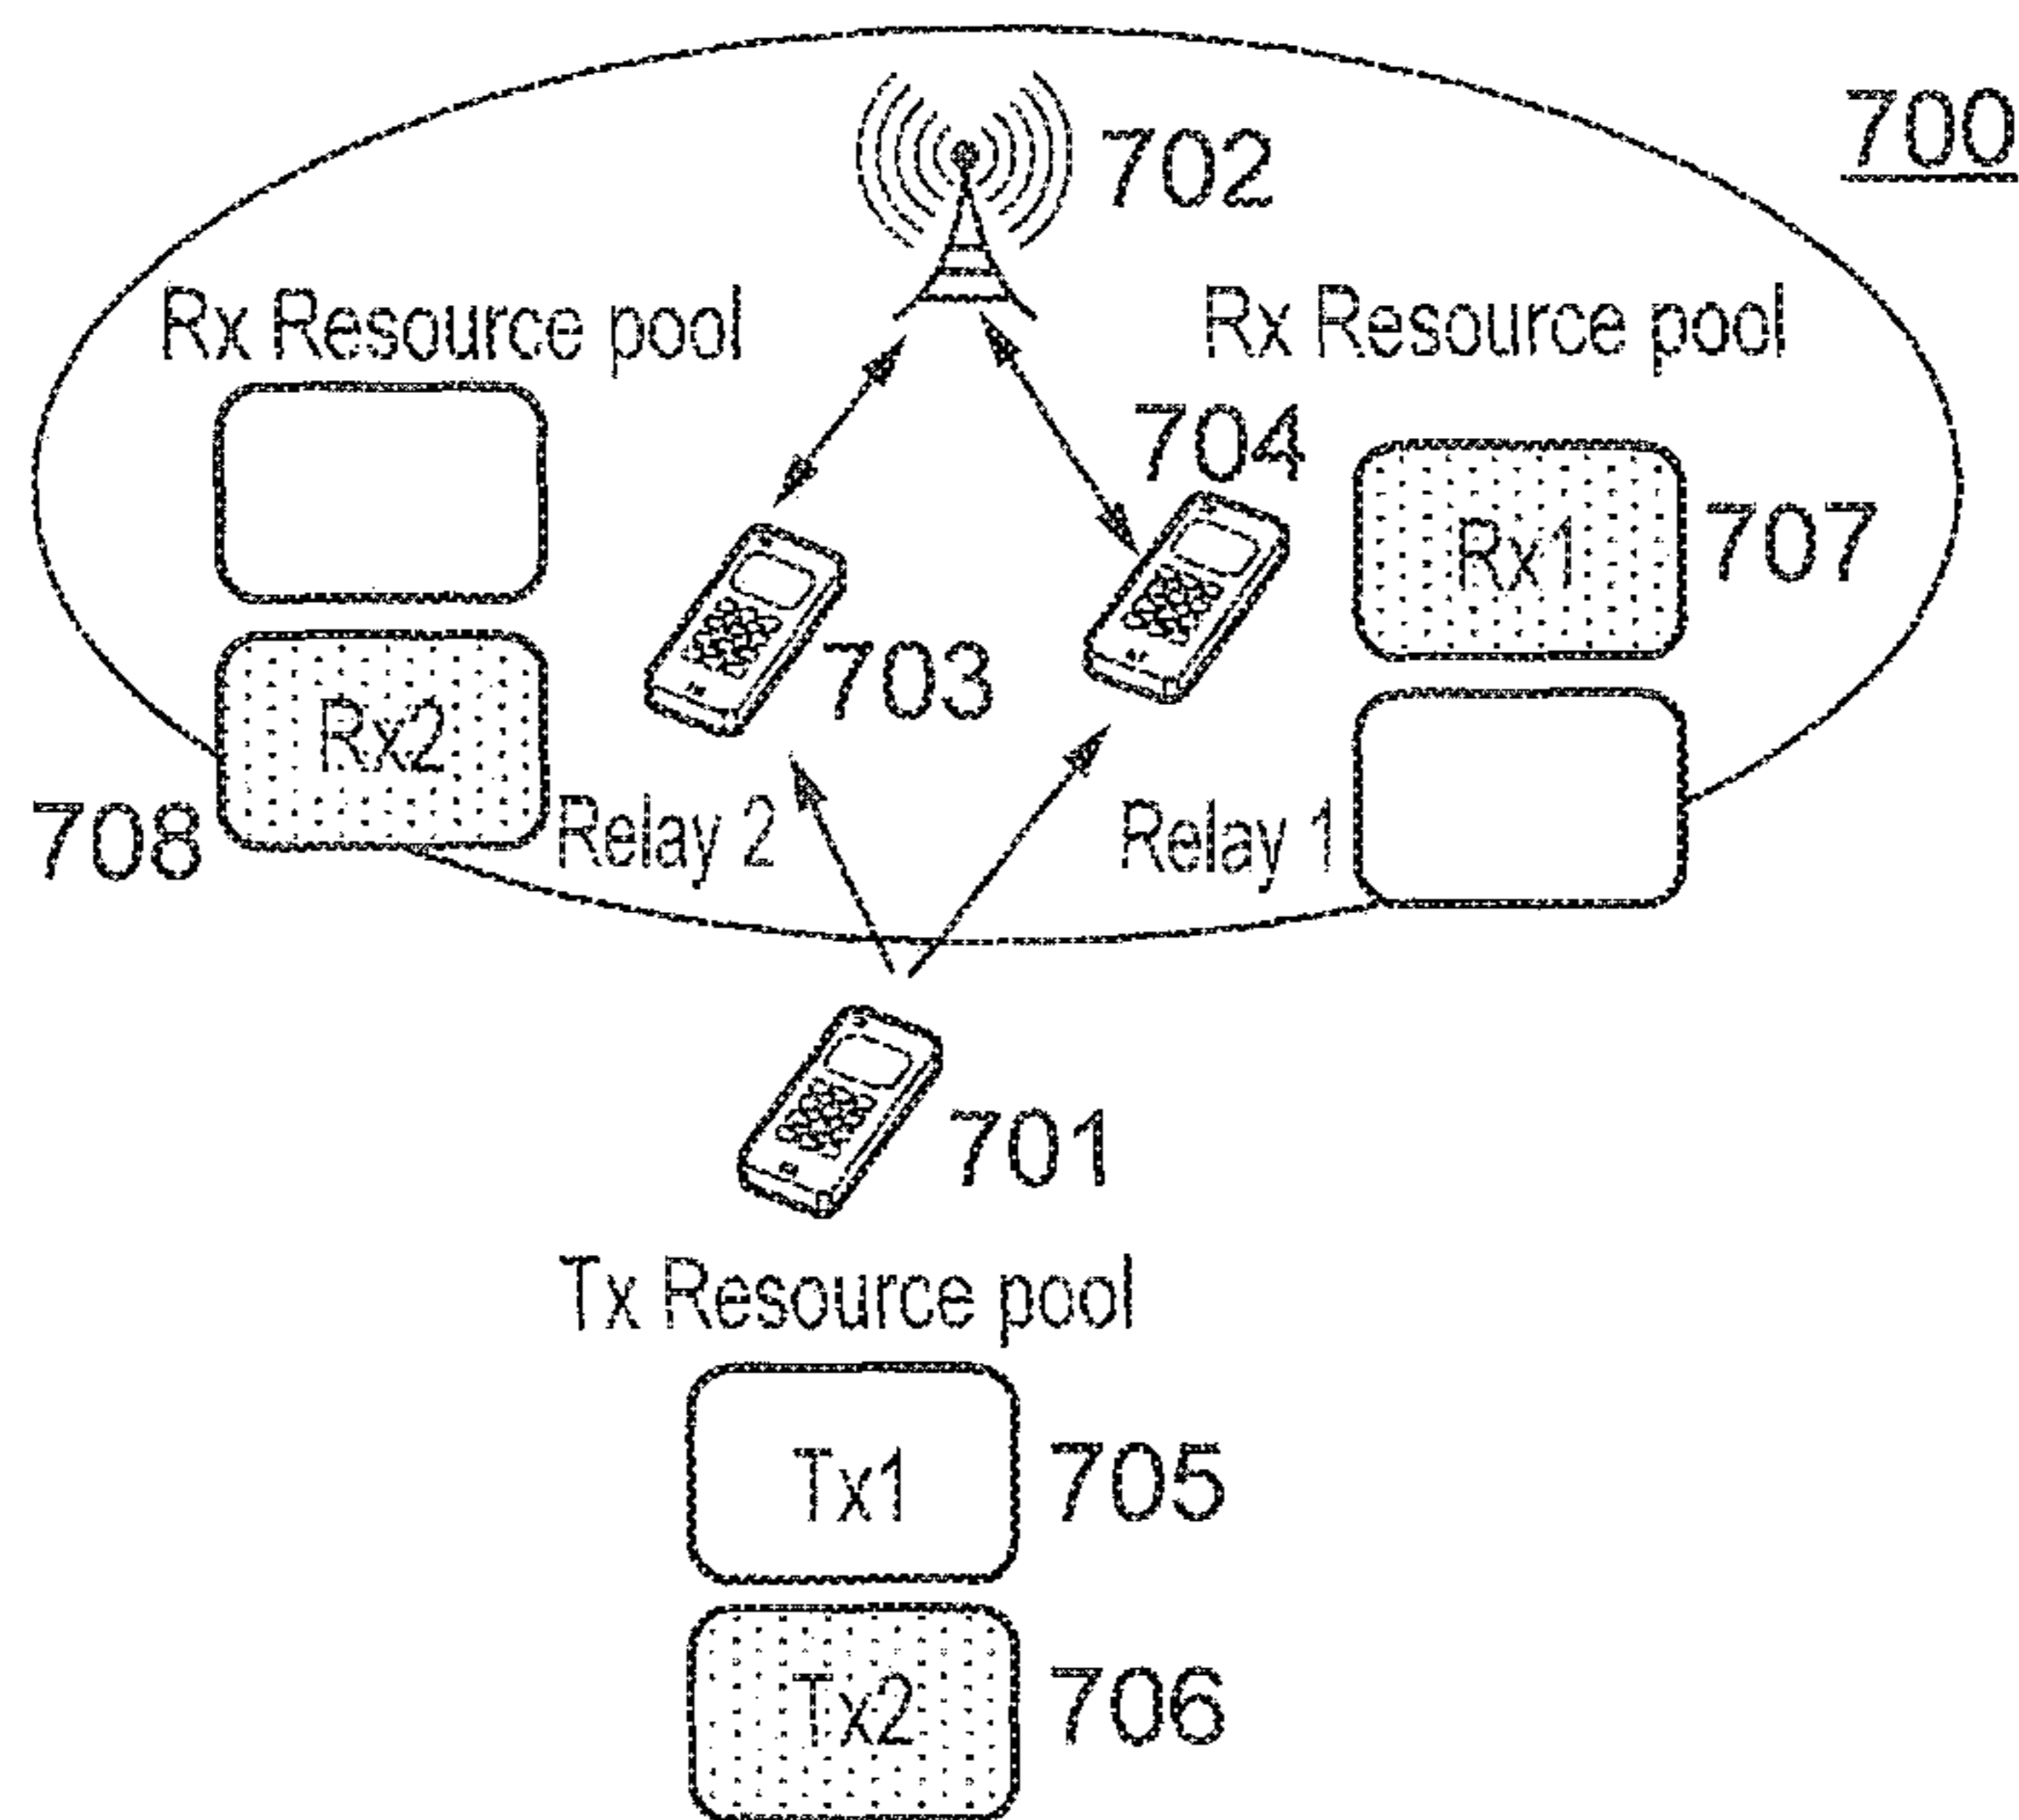 700
702
Rx Resource pool
Rx Resource pool
704
Rx1
707
703
Rx2
708
Relay 2
Relay 1
701
Tx Resource pool
Tx1
705
Tx2
706